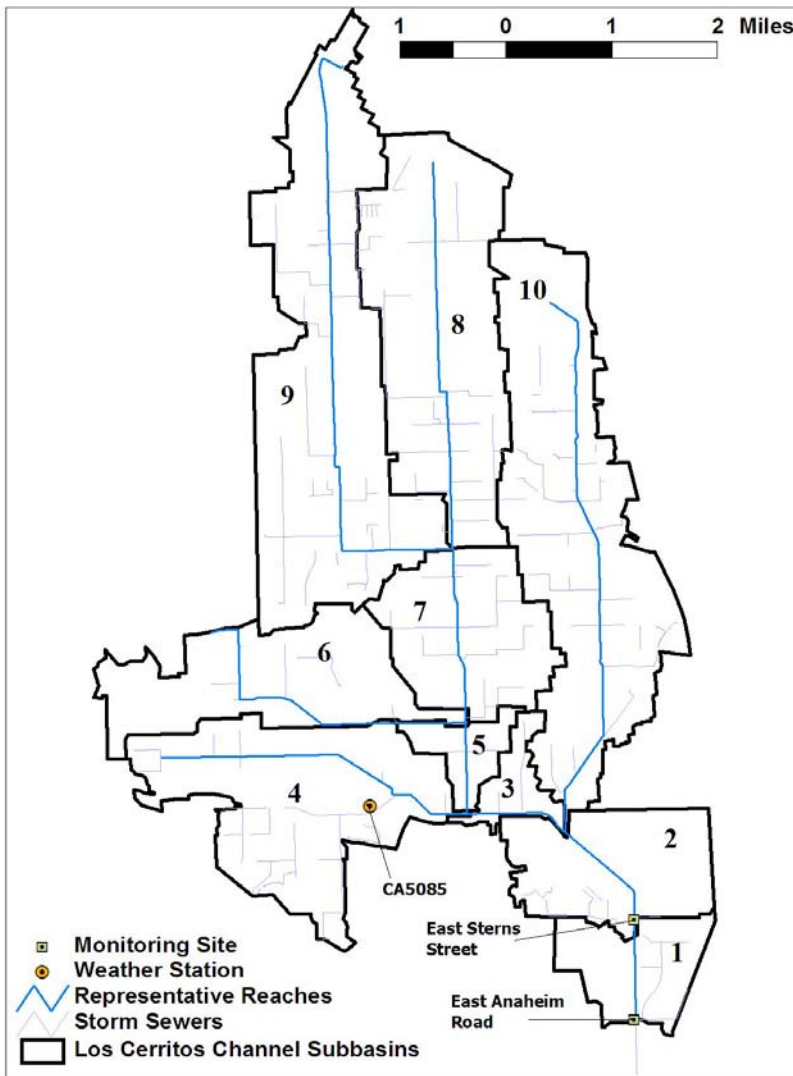 1 0 1 2 Miles
10
8
9
7
6
5
3
4
2
CA5085
East Sterns
Street
1
East Anaheim
Road
Monitoring Site
Weather Station
Representative Reaches
Storm Sewers
Los Cerritos Channel Subbasins